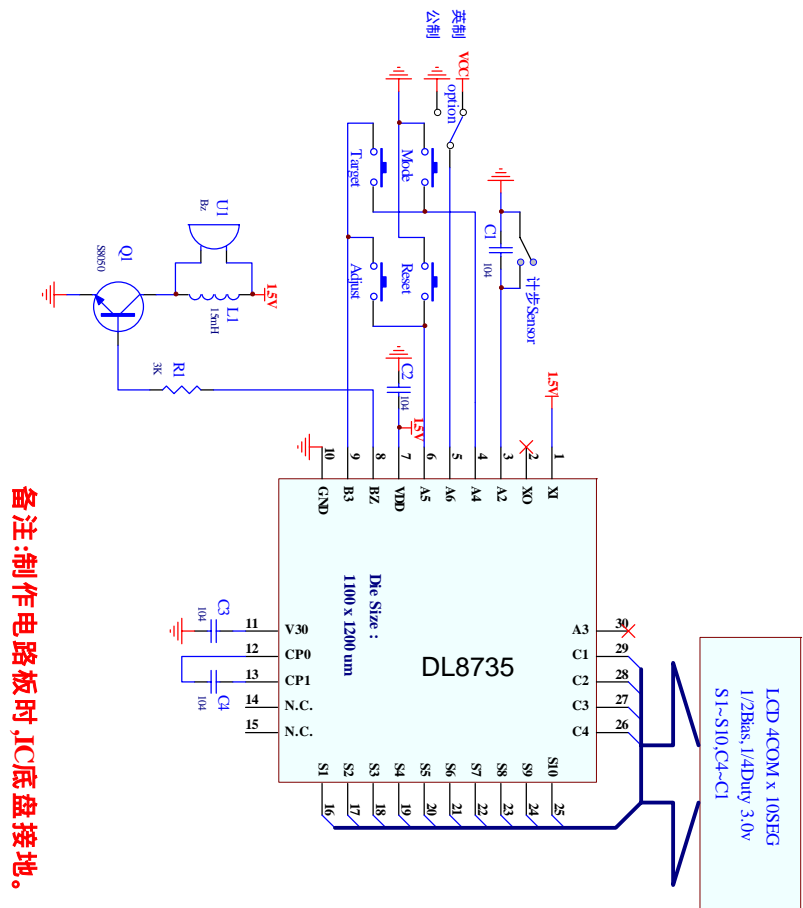 英制
公制
VCC
option
Target
Mode
Adjust
Reset
C1
104
计步Sensor
U1
Bz
Q1
S8050
L1
15mH
1.5V
R1
3K
C2
104
1.5V
1.5V
10
9
8
7
6
5
4
3
2
1
GND
B3
BZ
VDD
A5
A6
A4
A2
XO
XI
Die Size :
1100 x 1200 um
DL8735
C3
104
C4
104
11
12
13
14
15
V30
CP0
CP1
N.C.
N.C.
A3
C1
C2
C3
C4
30
29
28
27
26
S1
S2
S3
S4
S5
S6
S7
S8
S9
S10
16
17
18
19
20
21
22
23
24
25
LCD 4COM x 10SEG
1/2Bias,1/4Duty 3.0v
S1~S10,C4~C1
备注:制作电路板时,IC底盘接地。